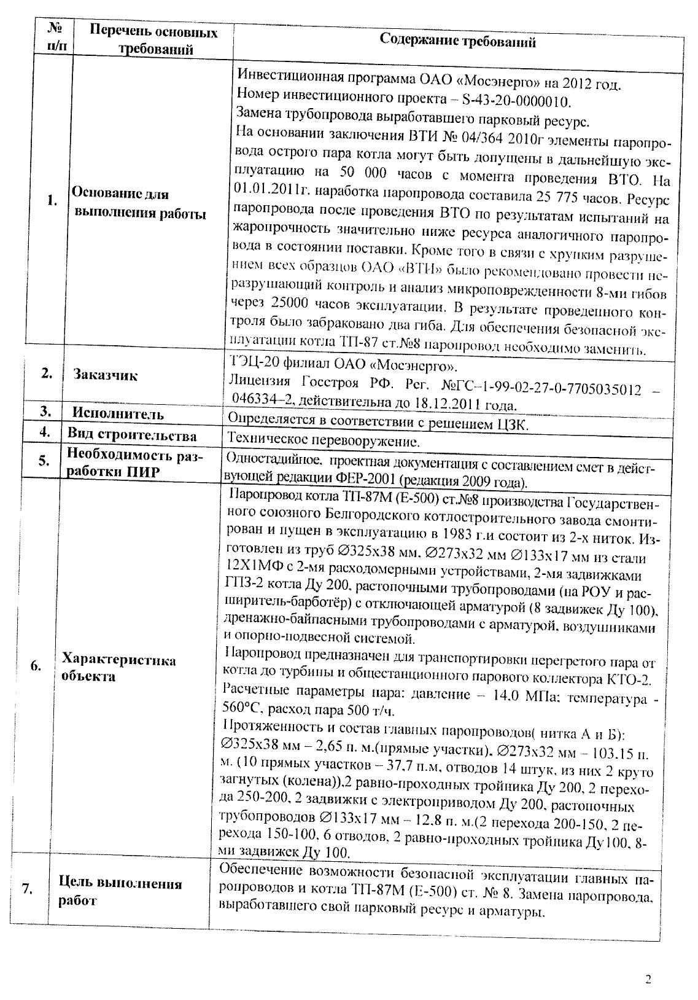 № п/п
Перечень основных требований
Содержание требований
1.
Основание для выполнения работы
Инвестиционная программа ОАО «Мосэнерго» на 2012 год.
Номер инвестиционного проекта – S-43-20-0000010.
Замена трубопровода выработавшего парковый ресурс.
На основании заключения ВТИ № 04/364 2010г элементы паропро-
вода острого пара котла могут быть допущены в дальнейшую экс-
плуатацию на 50 000 часов с момента проведения ВТО. На
01.01.2011г. наработка паропровода составила 25 775 часов. Ресурс
паропровода после проведения ВТО по результатам испытаний на
жаропрочность значительно ниже ресурса аналогичного паропро-
вода в состоянии поставки. Кроме того в связи с хрупким разруше-
нием всех образцов ОАО «ВТИ» было рекомендовано провести не-
разрушающий контроль и анализ микроповрежденности 8-ми гибов
через 25000 часов эксплуатации. В результате проведенного кон-
троля было забраковано два гиба. Для обеспечения безопасной экс-
плуатации котла ТП-87 ст.№8 паропровод необходимо заменить.
2.
Заказчик
ТЭЦ-20 филиал ОАО «Мосэнерго».
Лицензия Госстроя РФ. Рег. №ГС–1-99-02-27-0-7705035012 –
046334–2, действительна до 18.12.2011 года.
3.
Исполнитель
Определяется в соответствии с решением ЦЗК.
4.
Вид строительства
Техническое перевооружение.
5.
Необходимость раз-
работки ПИР
Одностадийное, проектная документация с составлением смет в дейст-
вующей редакции ФЕР-2001 (редакция 2009 года).
6.
Характеристика
объекта
Паропровод котла ТП-87М (Е-500) ст.№8 производства Государствен-
ного союзного Белгородского котлостроительного завода смонти-
рован и пущен в эксплуатацию в 1983 г.и состоит из 2-х ниток. Из-
готовлен из труб ∅325х38 мм, ∅273х32 мм ∅133х17 мм из стали
12Х1МФ с 2-мя расходомерными устройствами, 2-мя задвижками
ГПЗ-2 котла Ду 200, растопочными трубопроводами (на РОУ и рас-
ширитель-барботёр) с отключающей арматурой (8 задвижек Ду 100),
дренажно-байпасными трубопроводами с арматурой, воздушниками
и опорно-подвесной системой.
Паропровод предназначен для транспортировки перегретого пара от
котла до турбины и общестанционного парового коллектора КТО-2.
Расчетные параметры пара: давление – 14,0 МПа; температура -
560°С, расход пара 500 т/ч.
Протяженность и состав главных паропроводов( нитка А и Б):
∅325х38 мм – 2,65 п. м.(прямые участки), ∅273х32 мм – 103,15 п.
м. (10 прямых участков – 37,7 п.м, отводов 14 штук, из них 2 круто
загнутых (колена)),2 равно-проходных тройника Ду 200, 2 перехо-
да 250-200, 2 задвижки с электроприводом Ду 200, растопочных
трубопроводов ∅133х17 мм – 12,8 п. м.(2 перехода 200-150, 2 пе-
рехода 150-100, 6 отводов, 2 равно-проходных тройника Ду100, 8-
ми задвижек Ду 100.
7.
Цель выполнения
работ
Обеспечение возможности безопасной эксплуатации главных па-
ропроводов и котла ТП-87М (Е-500) ст. № 8. Замена паропровода,
выработавшего свой парковый ресурс и арматуры.
2